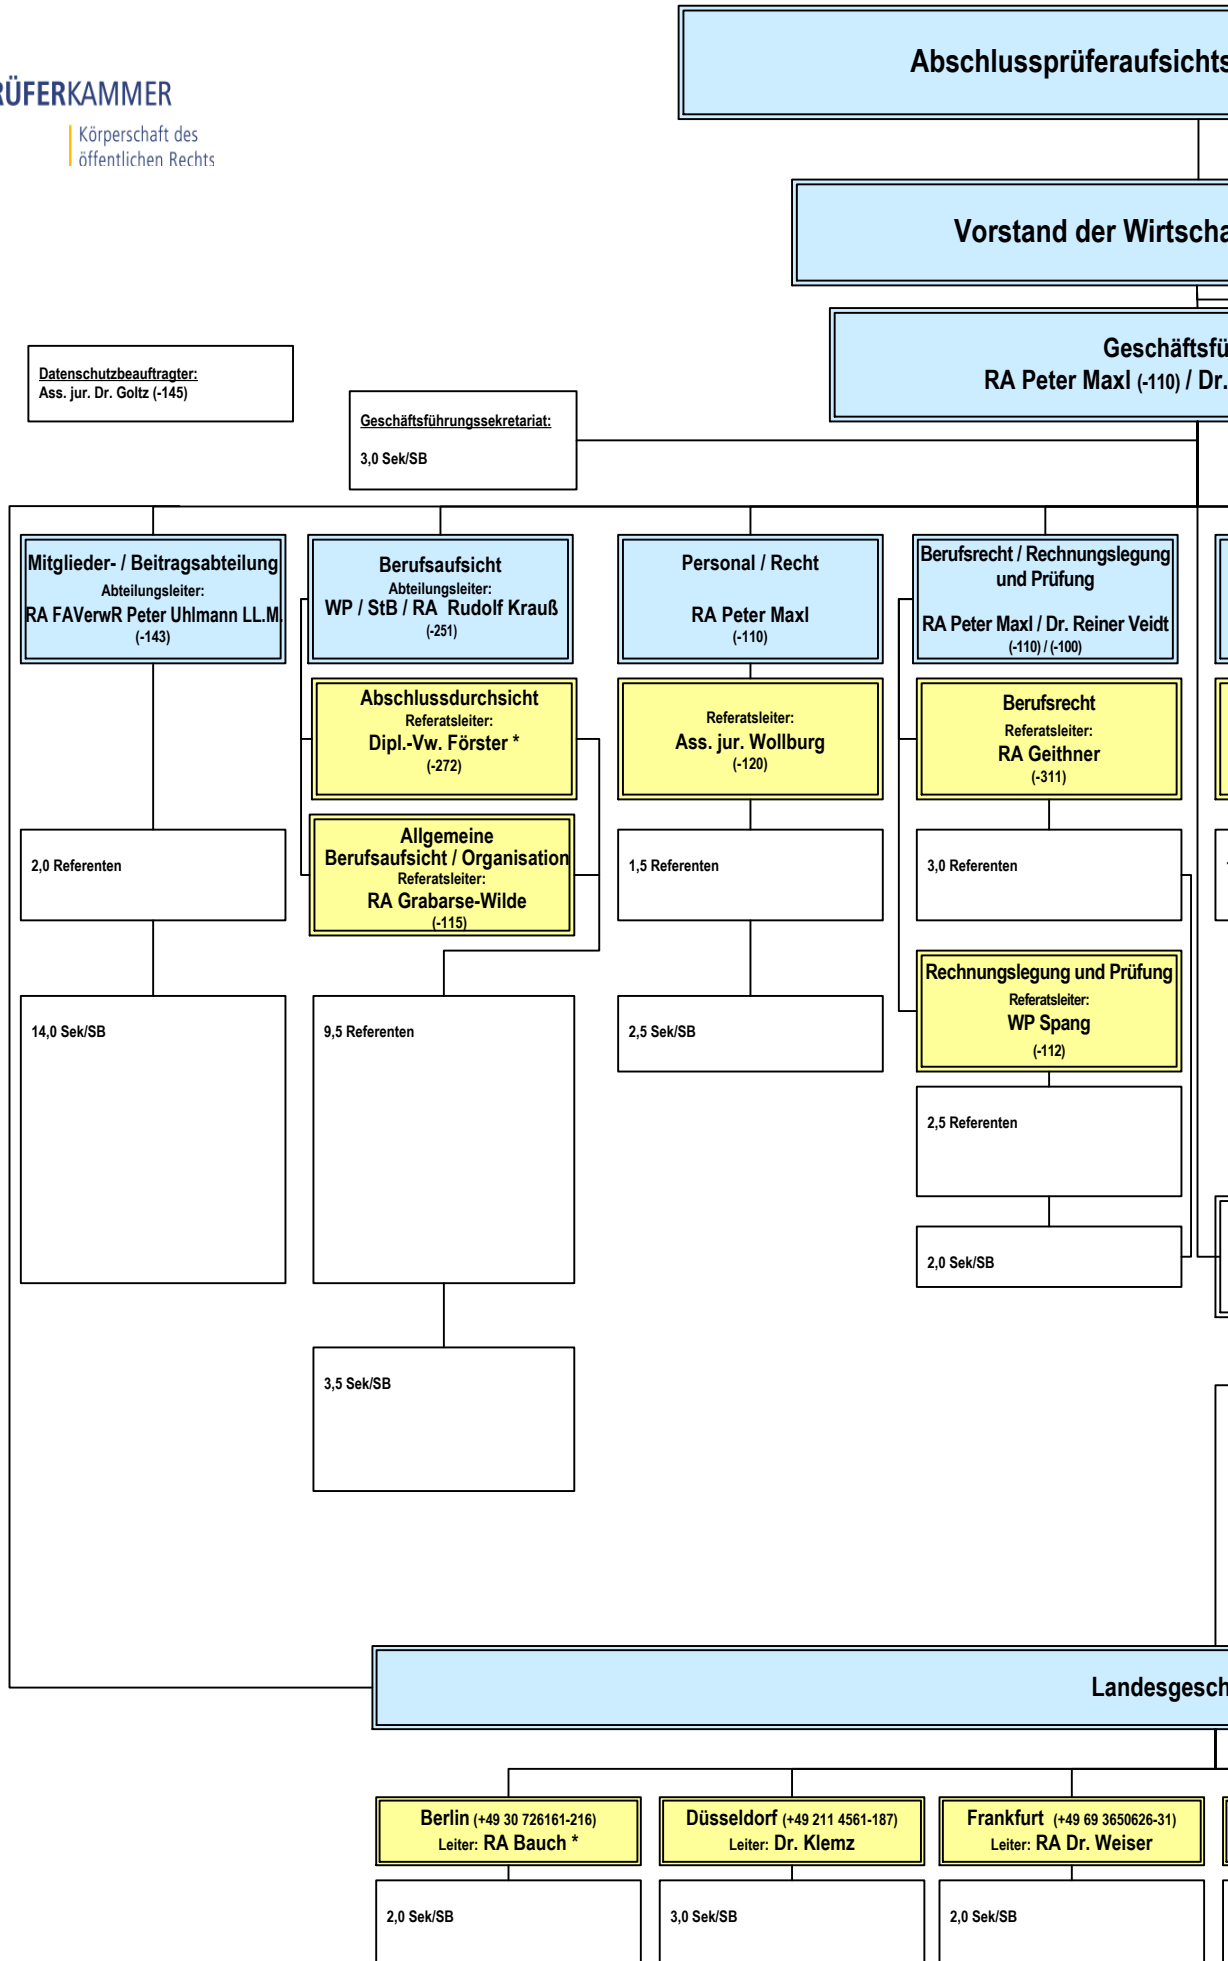 Abschlussprüferaufsichts
RÜFERKAMMER
Körperschaft des
öffentlichen Rechts
Vorstand der Wirtscha
Geschäftsfü
RA Peter Maxl (-110) / Dr.
Datenschutzbeauftragter:
Ass. jur. Dr. Goltz (-145)
Geschäftsführungssekretariat:
3,0 Sek/SB
Mitglieder- / Beitragsabteilung
Abteilungsleiter:
RA FAVerwR Peter Uhlmann LL.M.
(-143)
2,0 Referenten
14,0 Sek/SB
Berufsaufsicht
Abteilungsleiter:
WP / StB / RA Rudolf Krauß
(-251)
Abschlussdurchsicht
Referatsleiter:
Dipl.-Vw. Förster *
(-272)
Allgemeine
Berufsaufsicht / Organisation
Referatsleiter:
RA Grabarse-Wilde
(-115)
9,5 Referenten
3,5 Sek/SB
Personal / Recht
RA Peter Maxl
(-110)
Referatsleiter:
Ass. jur. Wollburg
(-120)
1,5 Referenten
2,5 Sek/SB
Berufsrecht / Rechnungslegung
und Prüfung
RA Peter Maxl / Dr. Reiner Veidt
(-110) / (-100)
Berufsrecht
Referatsleiter:
RA Geithner
(-311)
3,0 Referenten
Rechnungslegung und Prüfung
Referatsleiter:
WP Spang
(-112)
2,5 Referenten
2,0 Sek/SB
Landesgesch
Berlin (+49 30 726161-216)
Leiter: RA Bauch *
2,0 Sek/SB
Düsseldorf (+49 211 4561-187)
Leiter: Dr. Klemz
3,0 Sek/SB
Frankfurt (+49 69 3650626-31)
Leiter: RA Dr. Weiser
2,0 Sek/SB